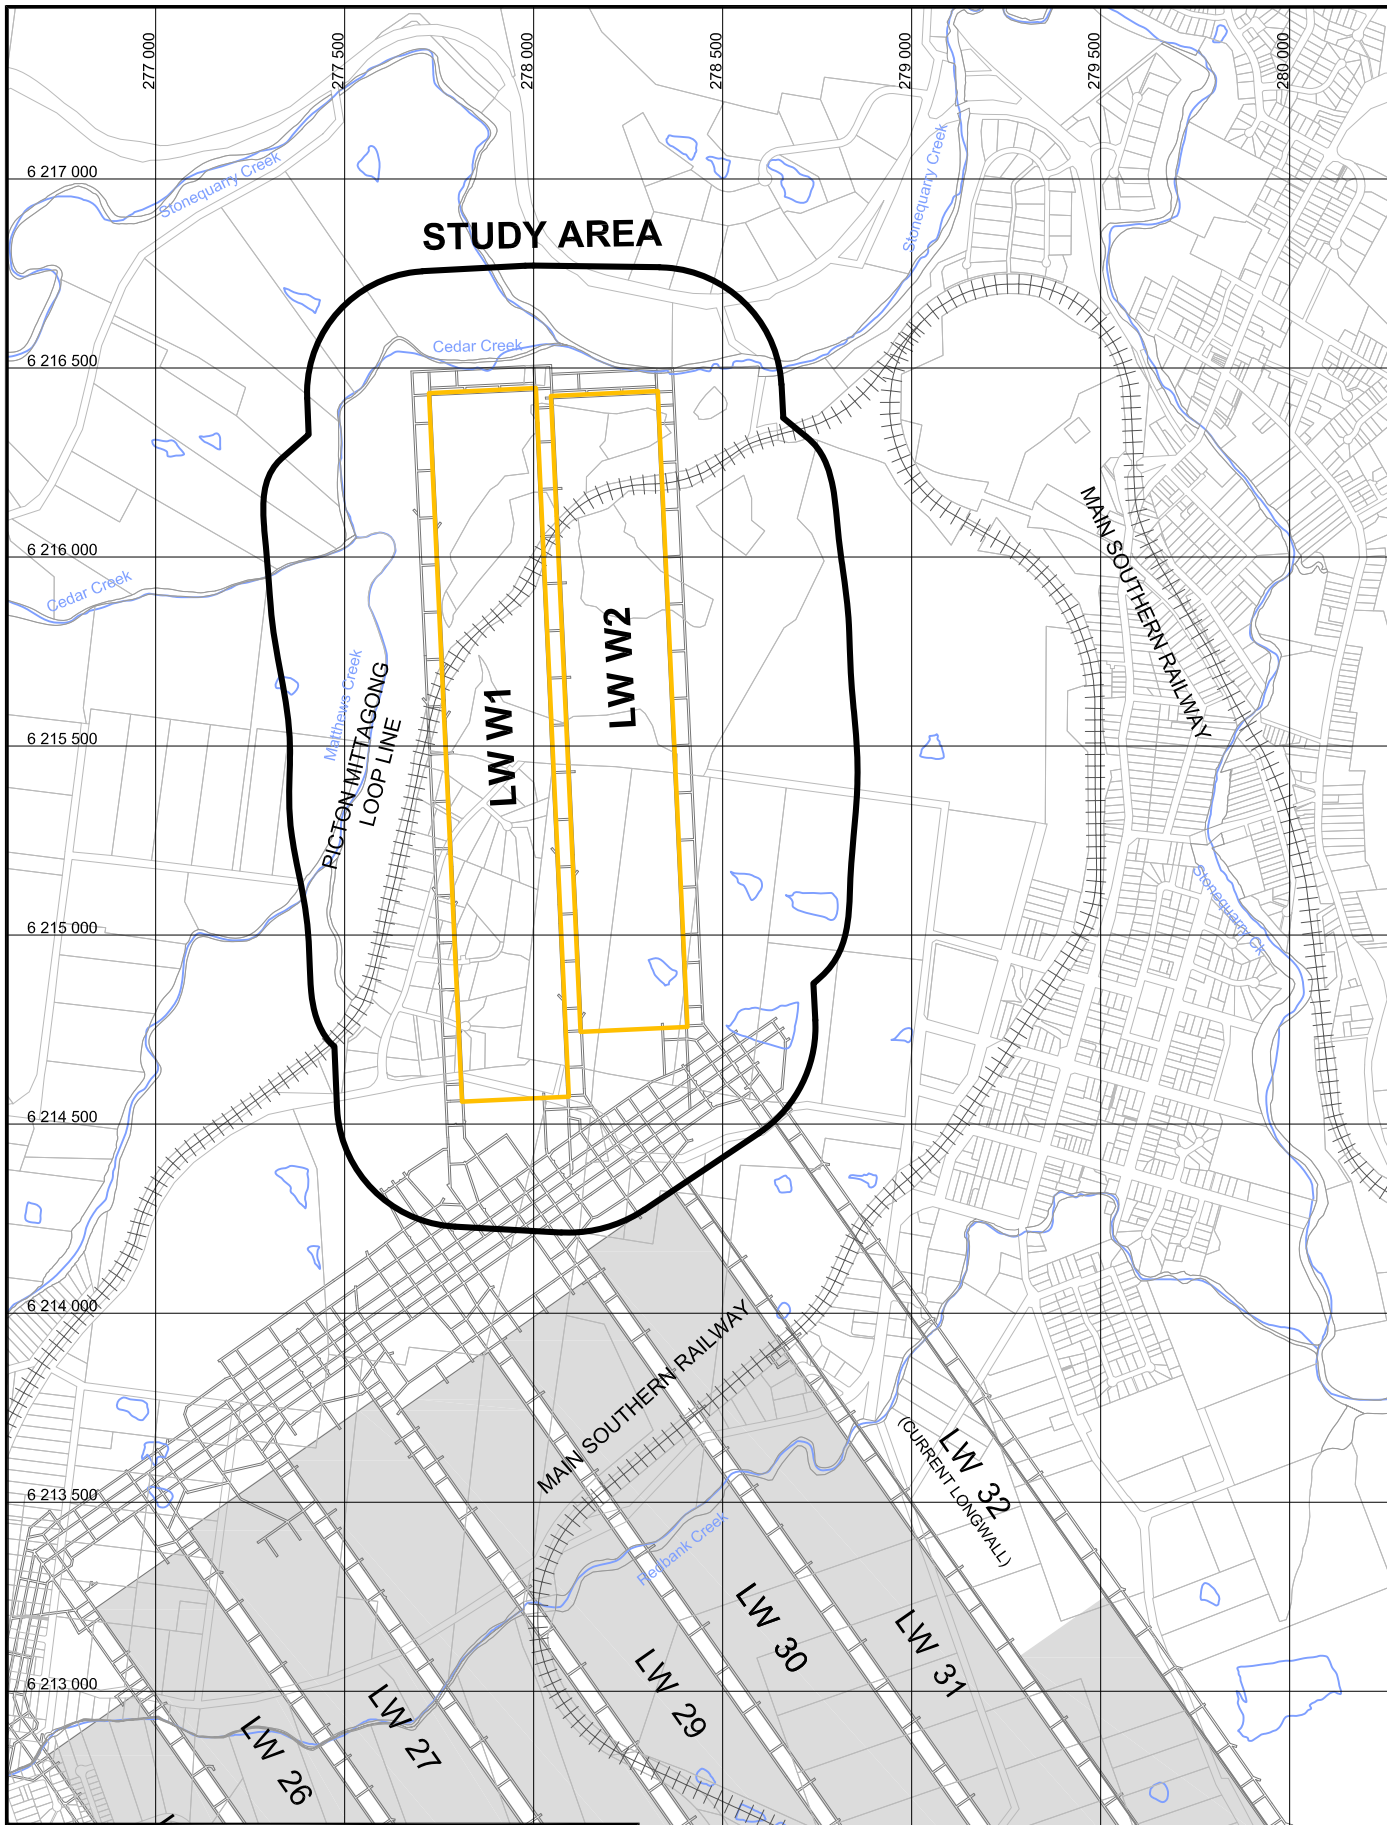 277 000
277 500
278 000
278 500
279 000
279 500
280 000
6 217 000
Stonequarry Creek
Stonequarry Creek
STUDY AREA
Cedar Creek
6 216 500
MAIN SOUTHERN RAILWAY
6 216 000
Cedar Creek
LW W2
Matthews Creek
PICTON MITTAGONG
LOOP LINE
LW W1
6 215 500
Stonequarry Ck
6 215 000
6 214 500
6 214 000
MAIN SOUTHERN RAILWAY
LW 32
(CURRENT LONGWALL)
6 213 500
Redbank Creek
LW 30
LW 31
LW 29
6 213 000
LW 27
LW 26